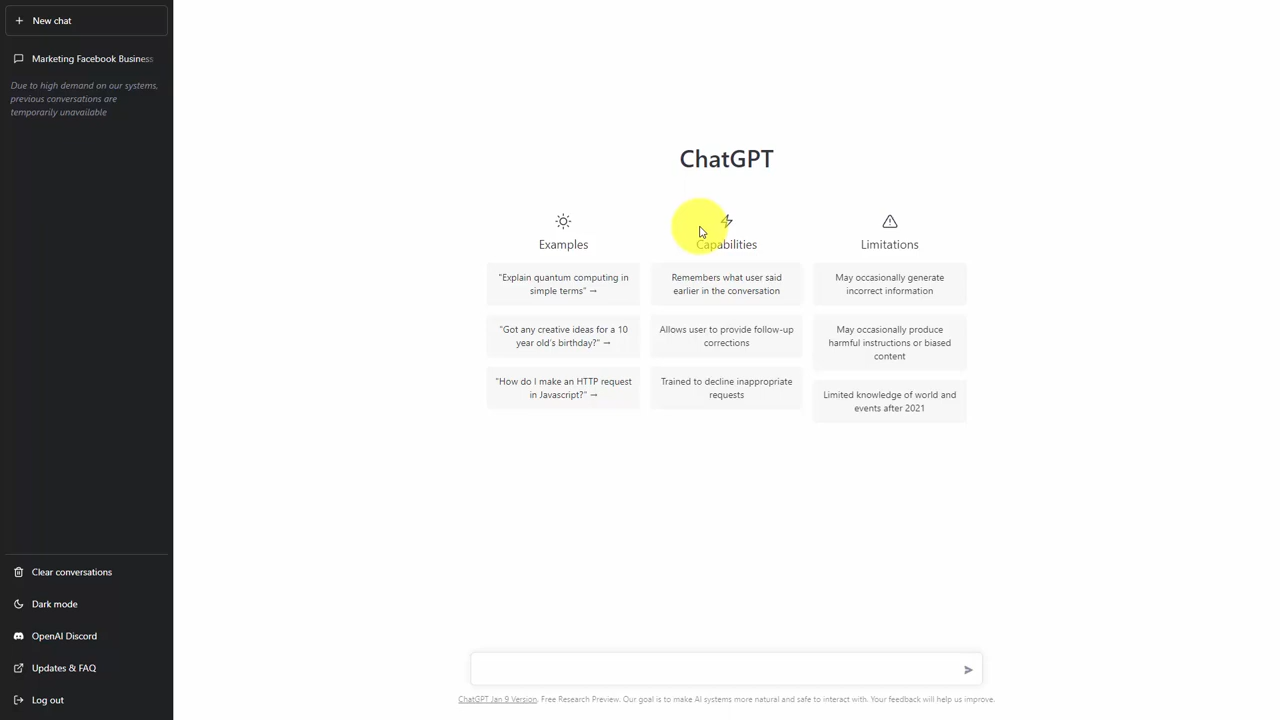 New chat
Marketing Facebook Business
Due to high demand on our systems,
previous conversations are
temporarily unavailable
Clear conversations
Dark mode
OpenAI Discord
Updates & FAQ
Log out
ChatGPT
Examples
"Explain quantum computing in
simple terms" →
"Got any creative ideas for a 10
year old's birthday?" →
"How do I make an HTTP request
in Javascript?" →
Capabilities
Remembers what user said
earlier in the conversation
Allows user to provide follow-up
corrections
Trained to decline inappropriate
requests
Limitations
May occasionally generate
incorrect information
May occasionally produce
harmful instructions or biased
content
Limited knowledge of world and
events after 2021
ChatGPT Jan 9 Version. Free Research Preview. Our goal is to make AI systems more natural and safe to interact with. Your feedback will help us improve.